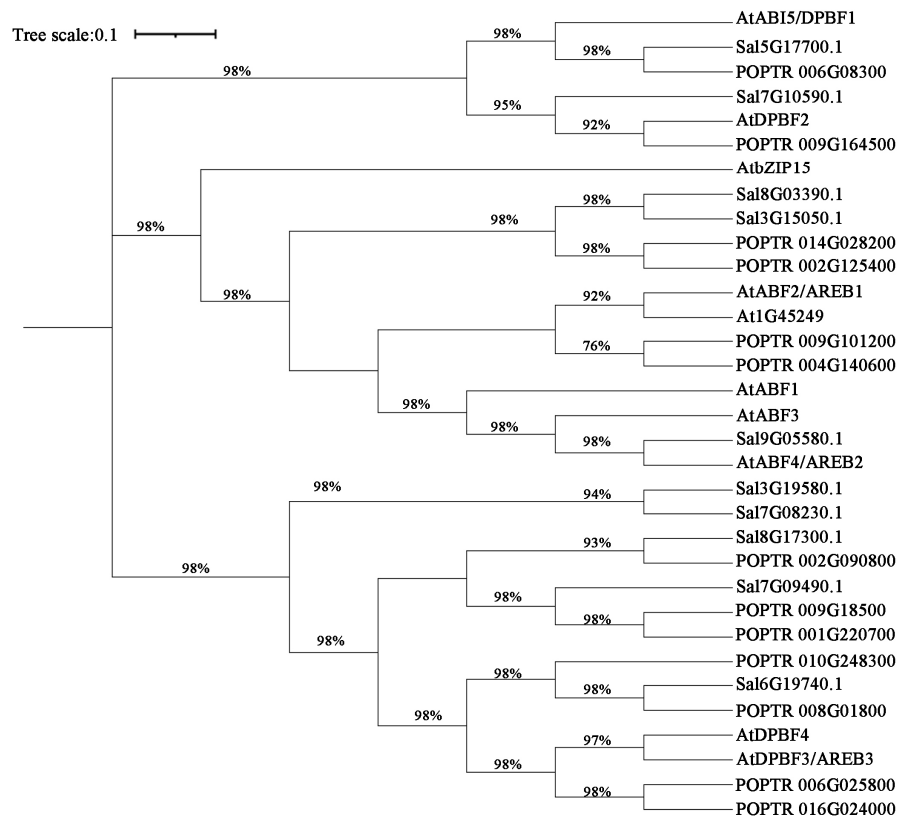 AtABI5/DPBF1
Tree scale:0.1
98%
98%
Sal5G17700.1
98%
POPTR 006G08300
Sal7G10590.1
95%
AtDPBF2
92%
POPTR 009G164500
AtbZIP15
98%
Sal8G03390.1
98%
98%
Sal3G15050.1
98%
POPTR 014G028200
POPTR 002G125400
98%
92%
AtABF2/AREB1
At1G45249
POPTR 009G101200
76%
POPTR 004G140600
AtABF1
98%
AtABF3
98%
98%
Sal9G05580.1
AtABF4/AREB2
98%
94%
Sal3G19580.1
Sal7G08230.1
Sal8G17300.1
93%
POPTR 002G090800
98%
Sal7G09490.1
98%
POPTR 009G18500
98%
98%
POPTR 001G220700
POPTR 010G248300
98%
Sal6G19740.1
98%
POPTR 008G01800
98%
AtDPBF4
97%
AtDPBF3/AREB3
98%
POPTR 006G025800
98%
POPTR 016G024000